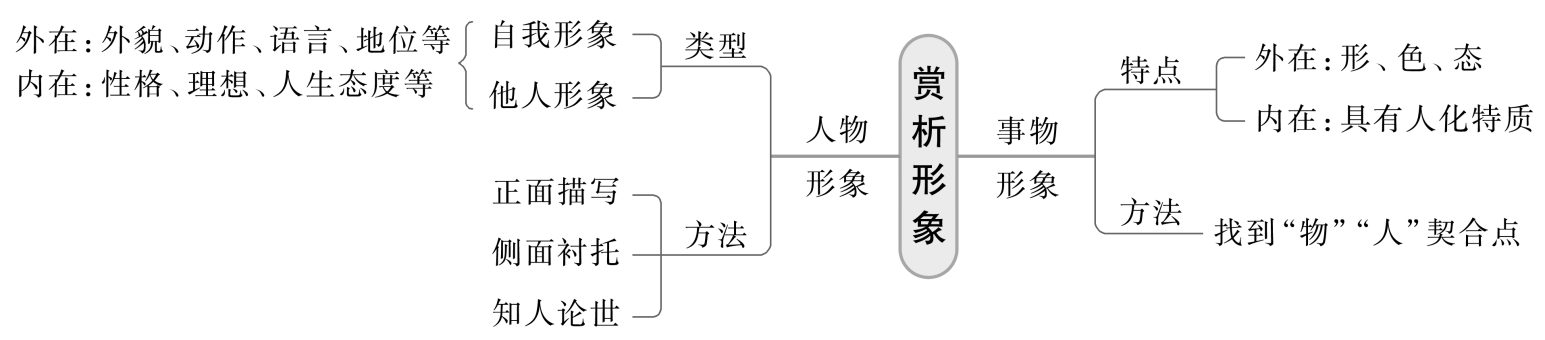 外在：外貌、动作、语言、地位等
内在：性格、理想、人生态度等
自我形象
他人形象
类型
正面描写
侧面衬托
知人论世
方法
人物
形象
赏析形象
事物
形象
特点
外在：形、色、态
内在：具有人化特质
方法
找到“物”“人”契合点